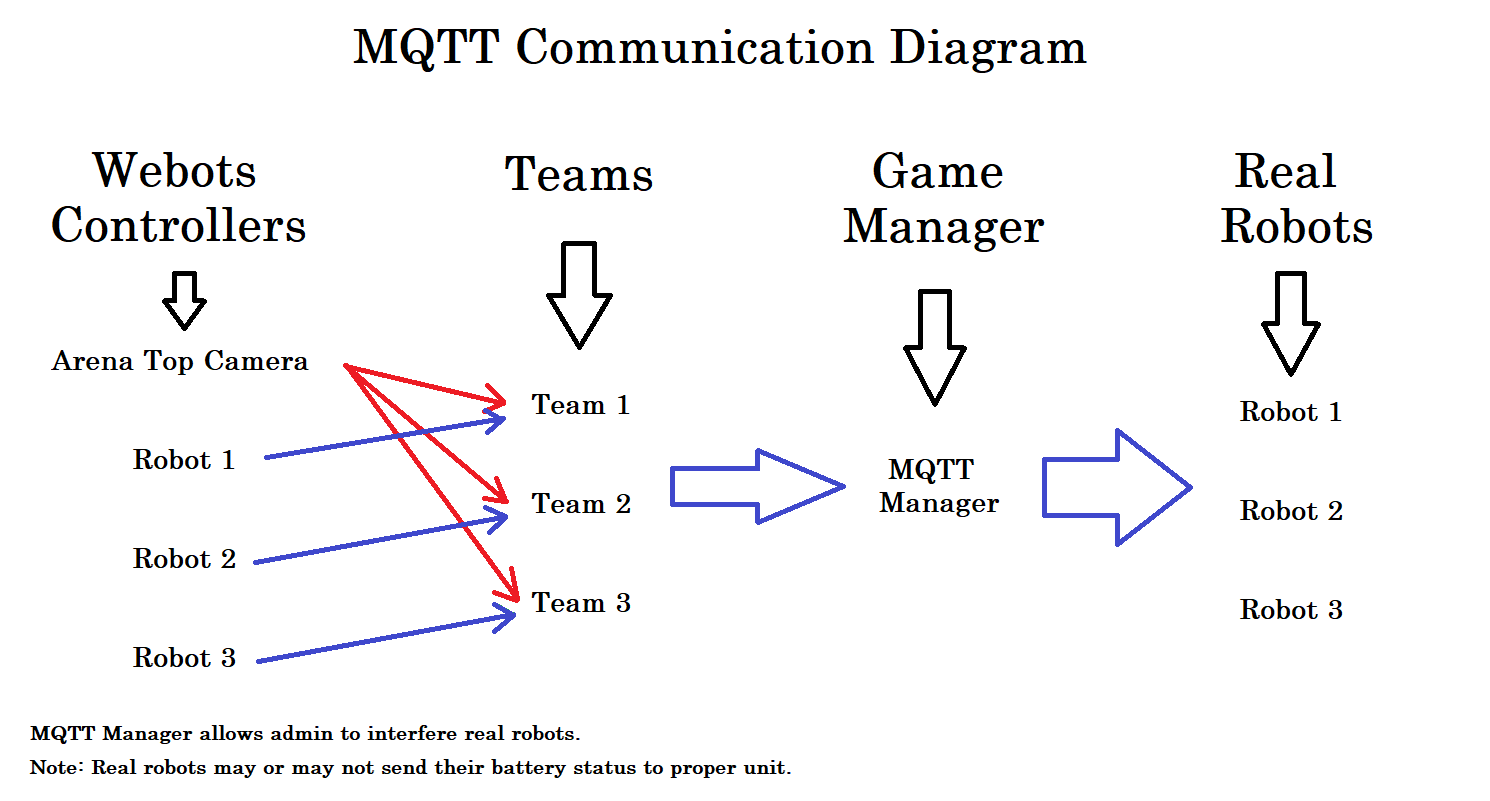 MQTT Communication Diagram
Webots
Controllers
Arena Top Camera
Robot 1
Robot 2
Robot 3
Teams
Team 1
Team 2
Team 3
Game
Manager
MQTT
Manager
Real
Robots
Robot 1
Robot 2
Robot 3
MQTT Manager allows admin to interfere real robots.
Note: Real robots may or may not send their battery status to proper unit.